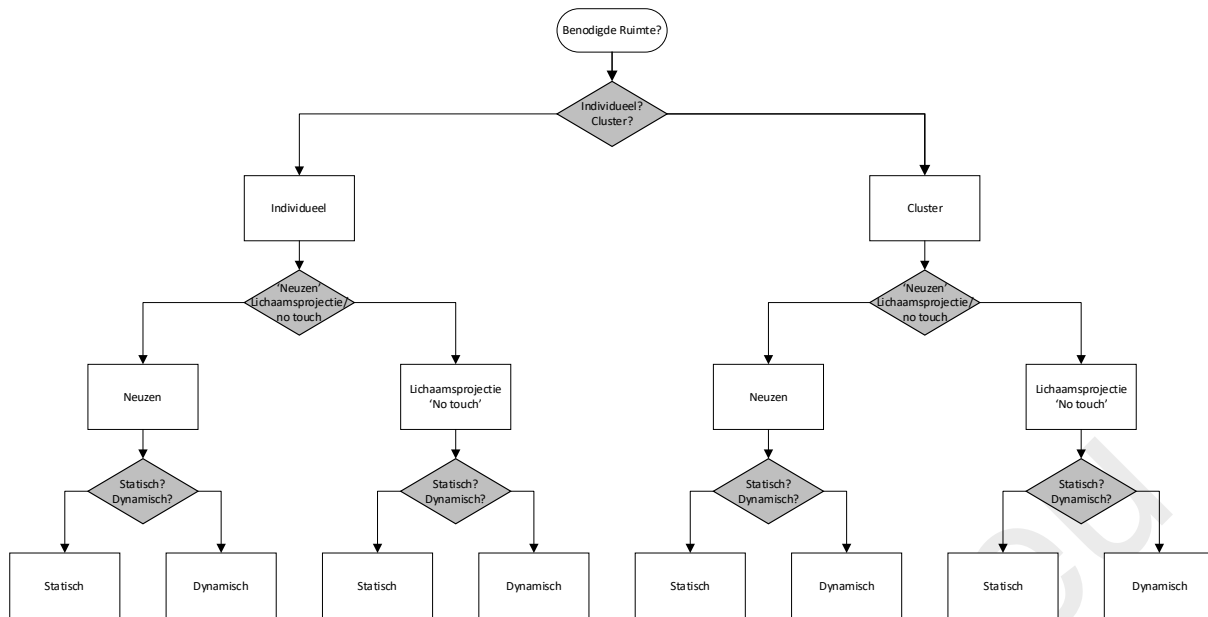 Benodigde Ruimte?
Individueel?
Cluster?
Individueel
Cluster
‘Neuzen’
Lichaamsprojectie/
no touch
‘Neuzen’
Lichaamsprojectie/
no touch
Neuzen
Lichaamsprojectie
‘No touch’
Neuzen
Lichaamsprojectie
‘No touch’
Statisch?
Dynamisch?
Statisch?
Dynamisch?
Statisch?
Dynamisch?
Statisch?
Dynamisch?
Statisch
Dynamisch
Statisch
Dynamisch
Statisch
Dynamisch
Statisch
Dynamisch